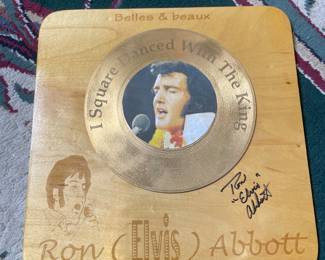 Belles & beaux
I Square Danced With The King
Ron
"Elvis"
Abbott
Ron (Elvis) Abbott